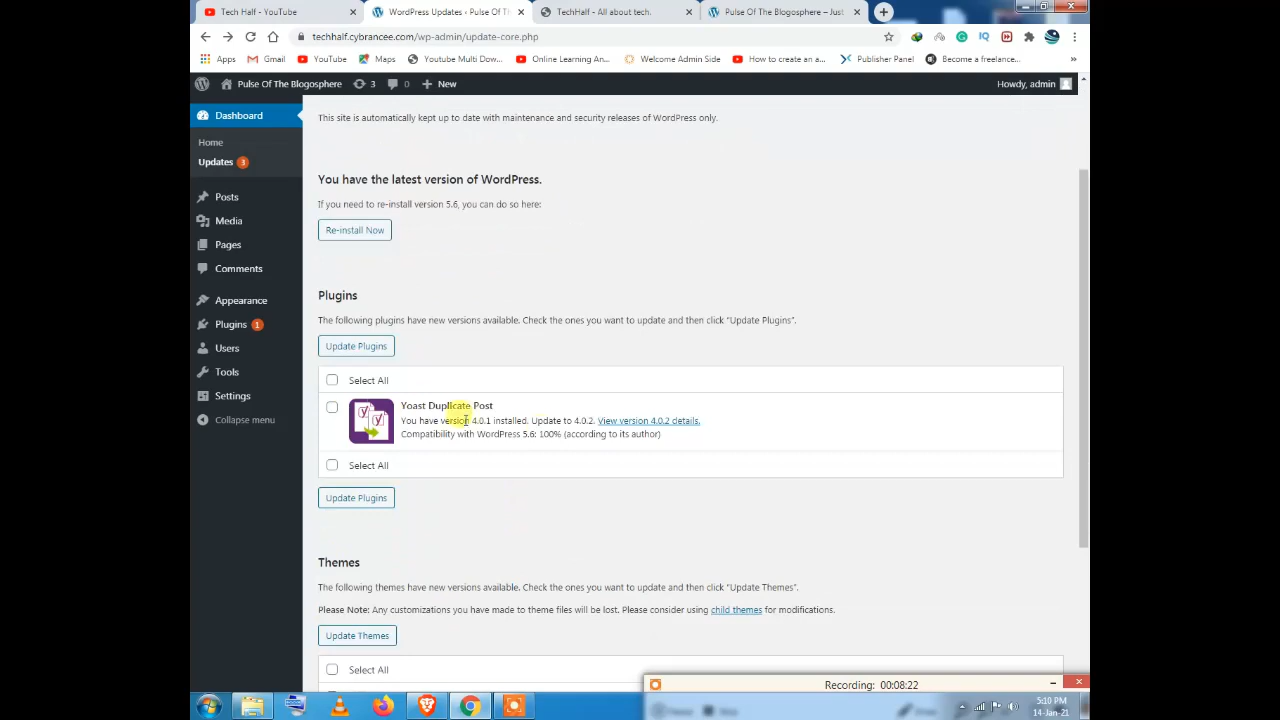 Tech Half - YouTube
WordPress Updates ‹ Pulse Of Th
TechHalf - All about tech.
Pulse Of The Blogosphere – Just
techhalf.cybrancee.com/wp-admin/update-core.php
Apps
Gmail
YouTube
Maps
Youtube Multi Dow...
Online Learning An...
Welcome Admin Side
How to create an a...
Publisher Panel
Become a freelance...
Pulse Of The Blogosphere
3
0
New
Howdy, admin
Dashboard
Home
Updates 3
Posts
Media
Pages
Comments
Appearance
Plugins 1
Users
Tools
Settings
Collapse menu
This site is automatically kept up to date with maintenance and security releases of WordPress only.
You have the latest version of WordPress.
If you need to re-install version 5.6, you can do so here:
Re-install Now
Plugins
The following plugins have new versions available. Check the ones you want to update and then click “Update Plugins”.
Update Plugins
Select All
Yoast Duplicate Post
You have version 4.0.1 installed. Update to 4.0.2. View version 4.0.2 details.
Compatibility with WordPress 5.6: 100% (according to its author)
Select All
Update Plugins
Themes
The following themes have new versions available. Check the ones you want to update and then click “Update Themes”.
Please Note: Any customizations you have made to theme files will be lost. Please consider using child themes for modifications.
Update Themes
Select All
Recording: 00:08:22
5:10 PM
14-Jan-21